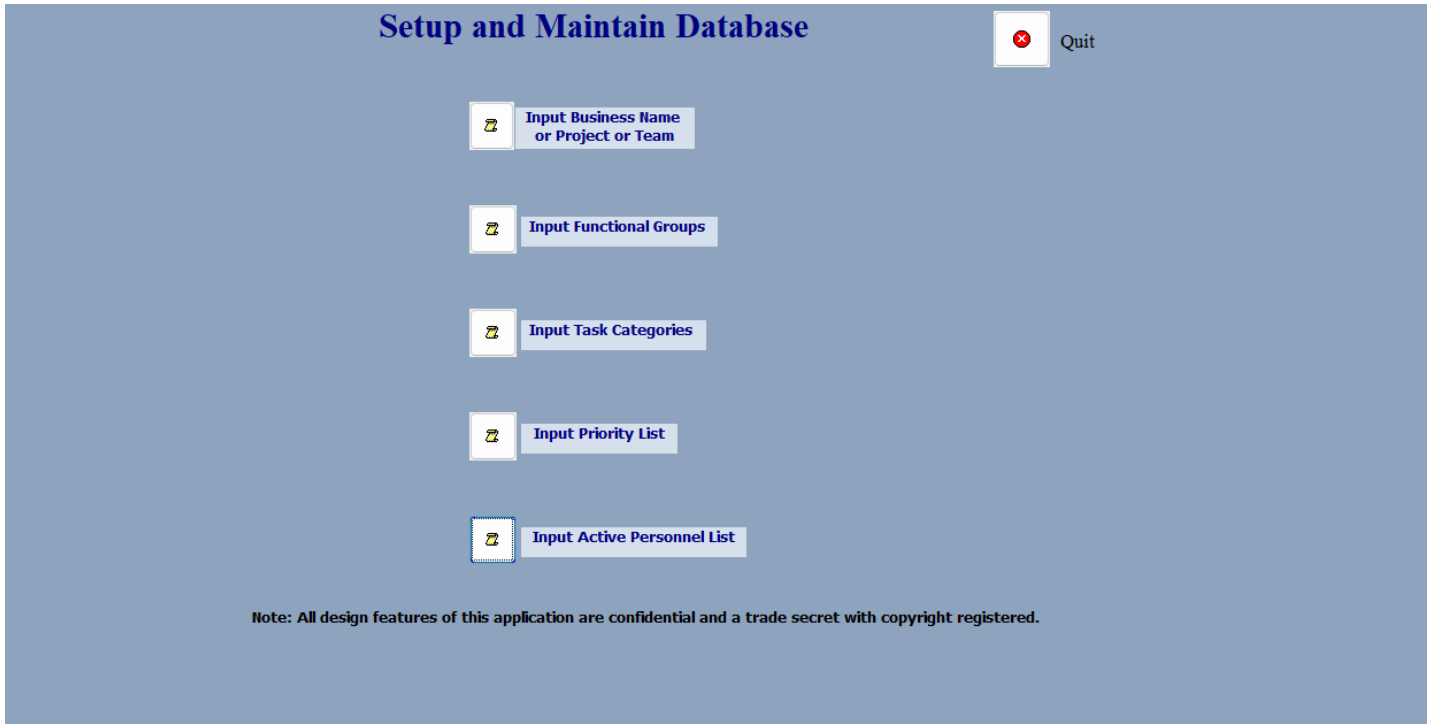 Setup and Maintain Database
Quit
Input Business Name
or Project or Team
Input Functional Groups
Input Task Categories
Input Priority List
Input Active Personnel List
Note: All design features of this application are confidential and a trade secret with copyright registered.